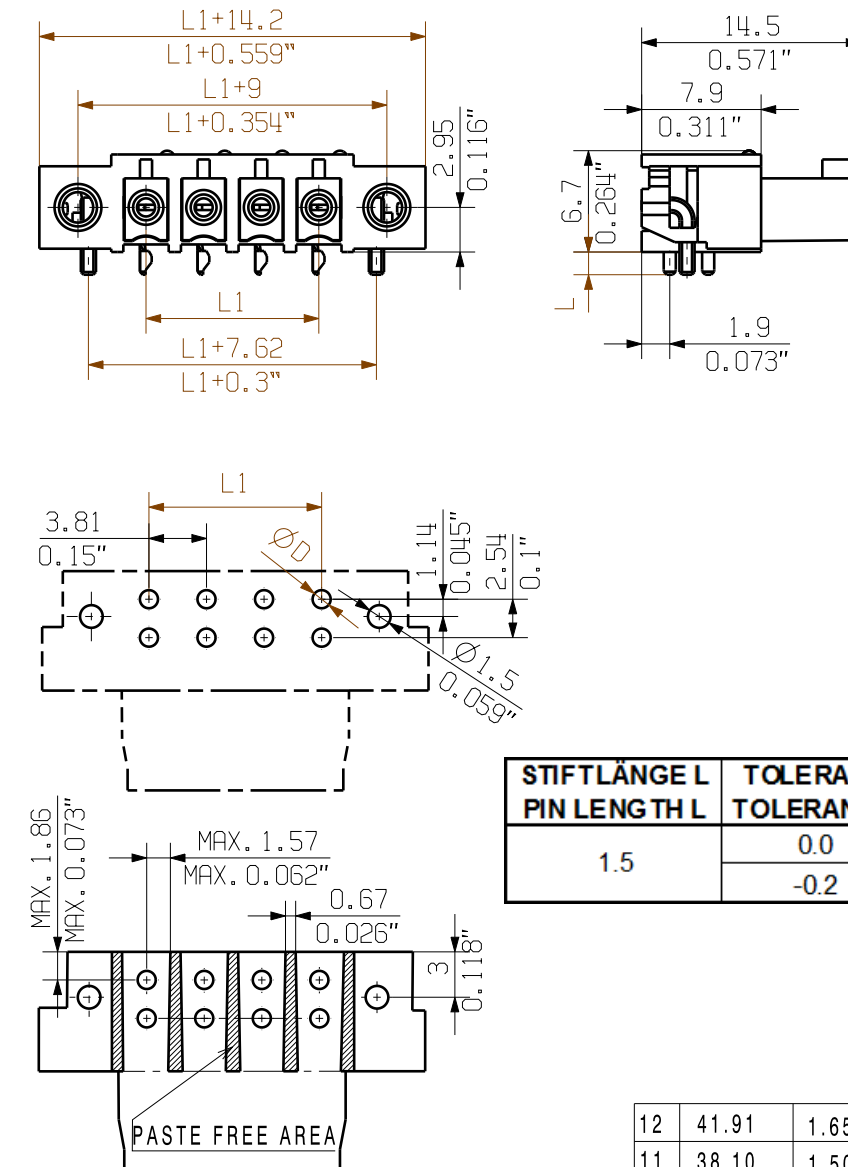 L1+14.2
L1+0.559"
L1+9
L1+0.354"
2.95
0.116"
L1
L1+7.62
L1+0.3"
14.5
0.571"
7.9
0.311"
6.7
0.264"
L
1.9
0.073"
L1
3.81
0.15"
ØD
1.14
0.045"
2.54
0.1"
Ø1.5
0.059"
STIFTLÄNGE L
PIN LENGTH L
1.5
0.0
-0.2
MAX. 1.86
MAX. 0.073"
MAX. 1.57
MAX. 0.062"
0.67
0.026"
3
0.118"
PASTE FREE AREA
12 41.91
11 38.10